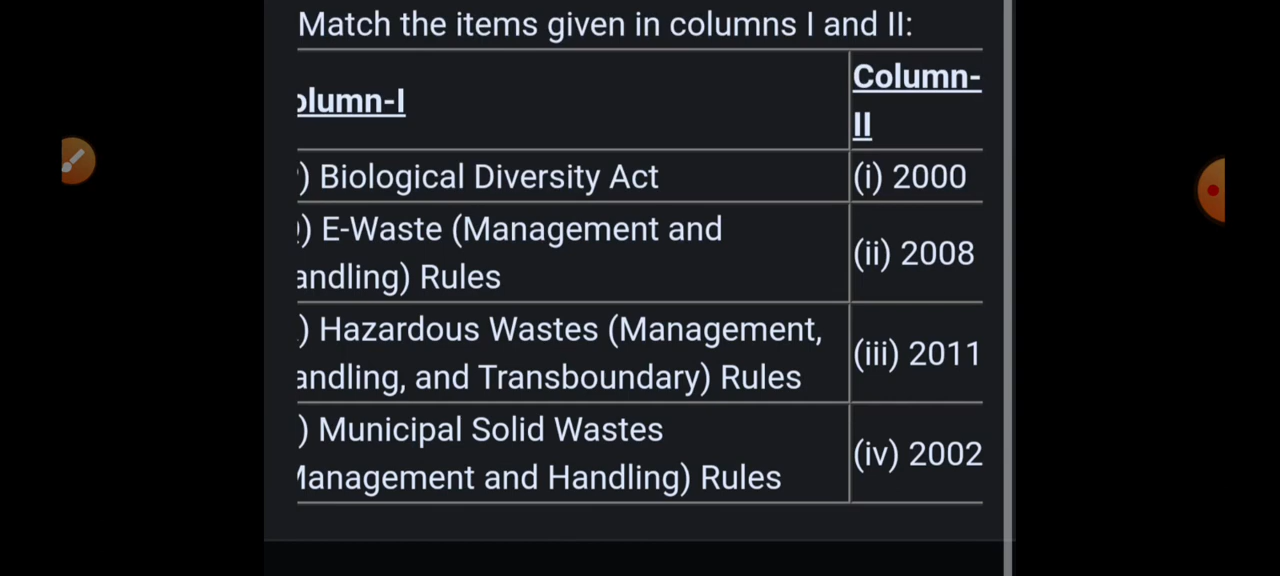 Match the items given in columns I and II:
olumn-I
Column-
II
) Biological Diversity Act
(i) 2000
) E-Waste (Management and
andling) Rules
(ii) 2008
) Hazardous Wastes (Management,
andling, and Transboundary) Rules
(iii) 2011
) Municipal Solid Wastes
anagement and Handling) Rules
(iv) 2002